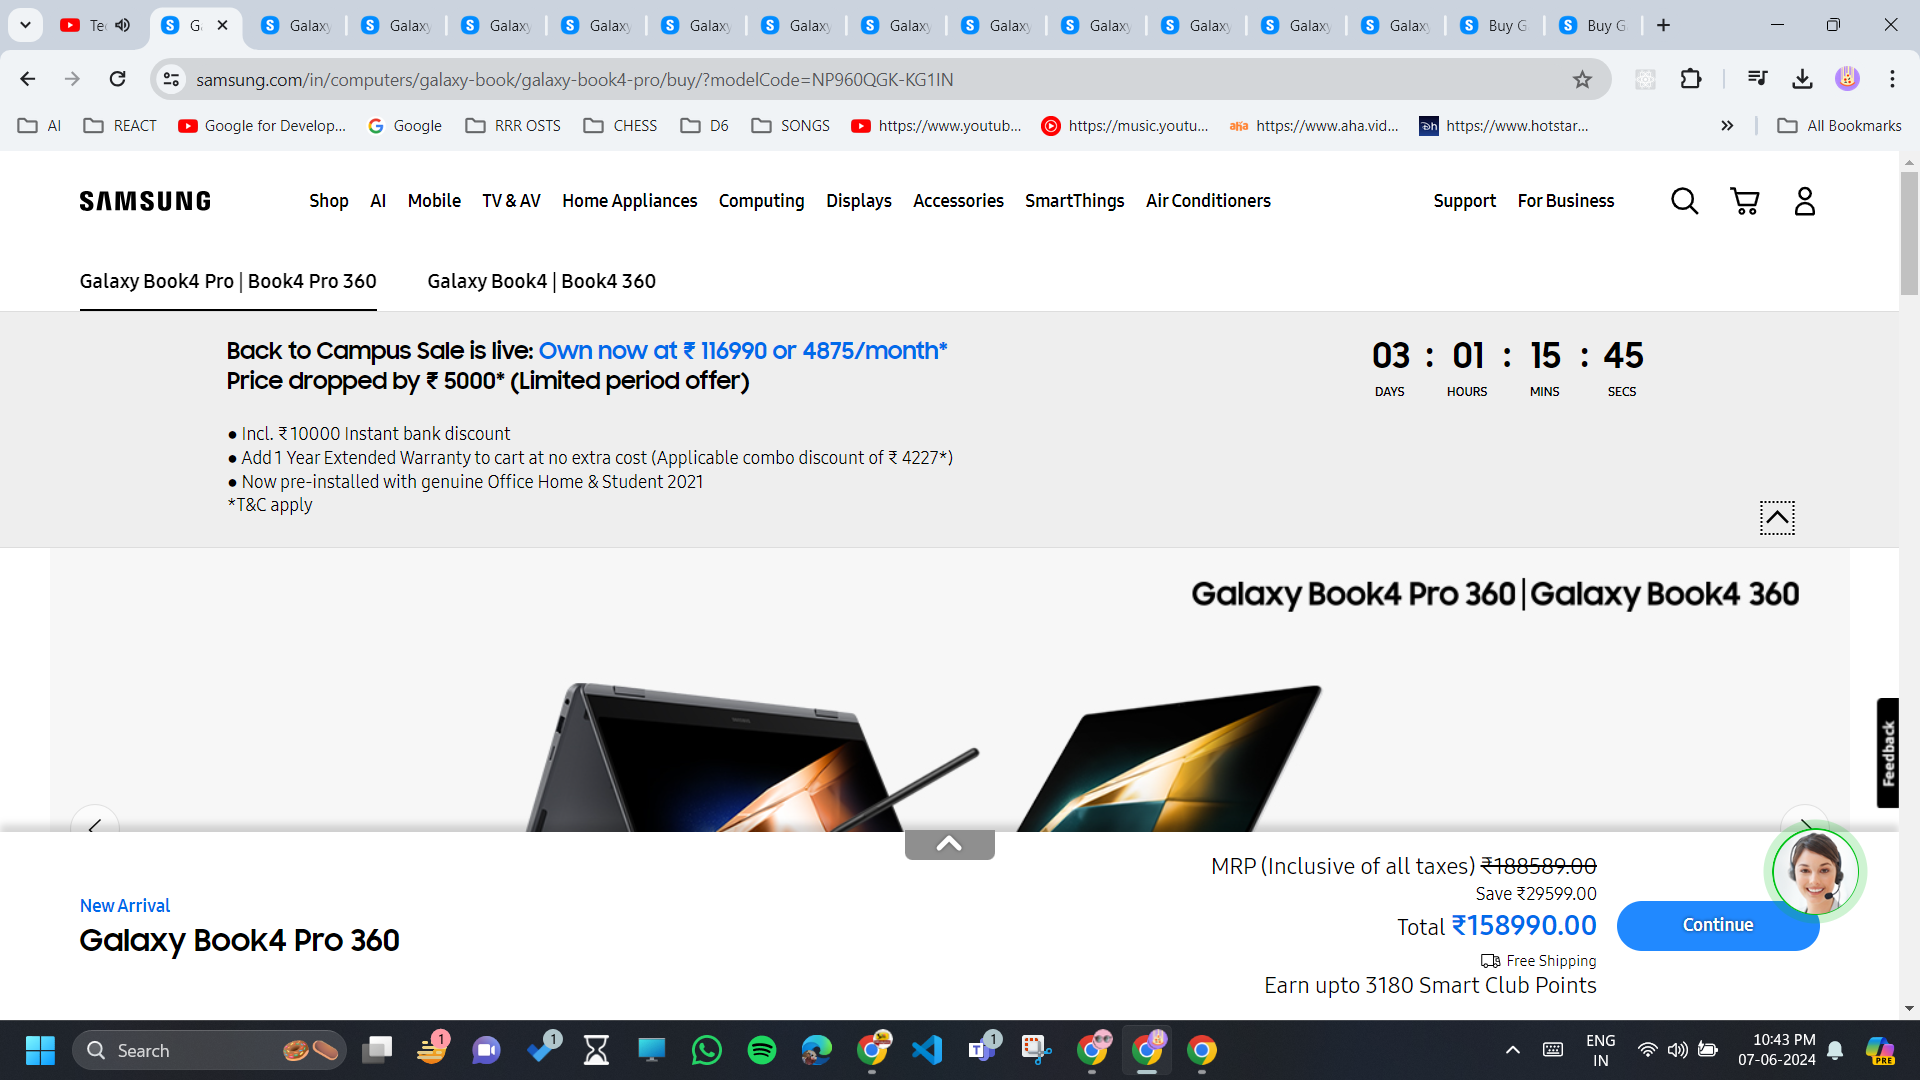 Te
Ga
Galaxy
Galaxy
Galaxy
Galaxy
Galaxy
Galaxy
Galaxy
Galaxy
Galaxy
Galaxy
Galaxy
Galaxy
Buy G
Buy G
samsung.com/in/computers/galaxy-book/galaxy-book4-pro/buy/?modelCode=NP960QGK-KG1IN
AI
REACT
Google for Develop...
Google
RRR OSTS
CHESS
D6
SONGS
https://www.youtub...
https://music.youtu...
https://www.aha.vid...
https://www.hotstar...
All Bookmarks
SAMSUNG
Shop
AI
Mobile
TV & AV
Home Appliances
Computing
Displays
Accessories
SmartThings
Air Conditioners
Support
For Business
Galaxy Book4 Pro | Book4 Pro 360
Galaxy Book4 | Book4 360
Back to Campus Sale is live: Own now at ₹ 116990 or 4875/month*
Price dropped by ₹ 5000* (Limited period offer)
03 : 01 : 15 : 45
DAYS HOURS MINS SECS
● Incl. ₹ 10000 Instant bank discount
● Add 1 Year Extended Warranty to cart at no extra cost (Applicable combo discount of ₹ 4227*)
● Now pre-installed with genuine Office Home & Student 2021
*T&C apply
Galaxy Book4 Pro 360 | Galaxy Book4 360
Feedback
New Arrival
Galaxy Book4 Pro 360
MRP (Inclusive of all taxes) ₹188589.00
Save ₹29599.00
Total ₹158990.00
Free Shipping
Earn upto 3180 Smart Club Points
Continue
Search
1
1
1
ENG
IN
10:43 PM
07-06-2024
PRE